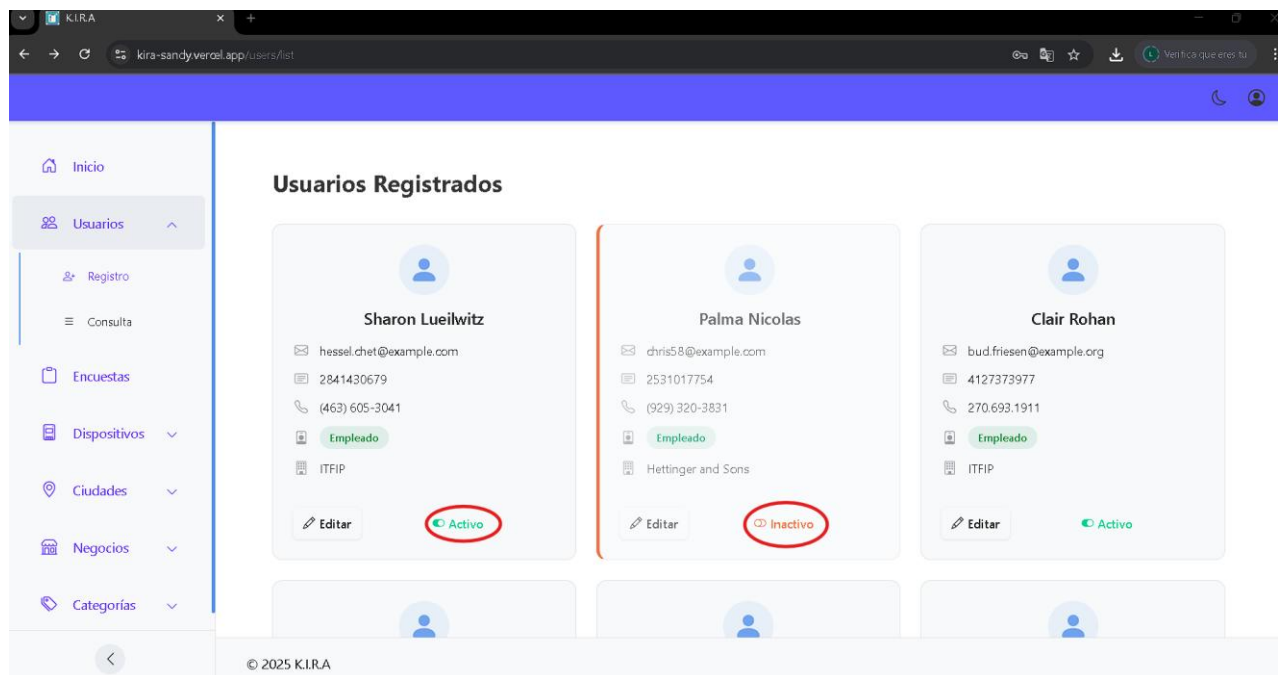 K.I.R.A
kira-sandy.vercel.app/users/list
Verifica que eres tú
Inicio
Usuarios
Registro
Consulta
Encuestas
Dispositivos
Ciudades
Negocios
Categorías
Usuarios Registrados
Sharon Lueilwitz
hessel.chet@example.com
2841430679
(463) 605-3041
Empleado
ITFIP
Editar
Activo
Palma Nicolas
chris58@example.com
2531017754
(929) 320-3831
Empleado
Hettinger and Sons
Editar
Inactivo
Clair Rohan
bud.friesen@example.org
4127373977
270.693.1911
Empleado
ITFIP
Editar
Activo
© 2025 K.I.R.A